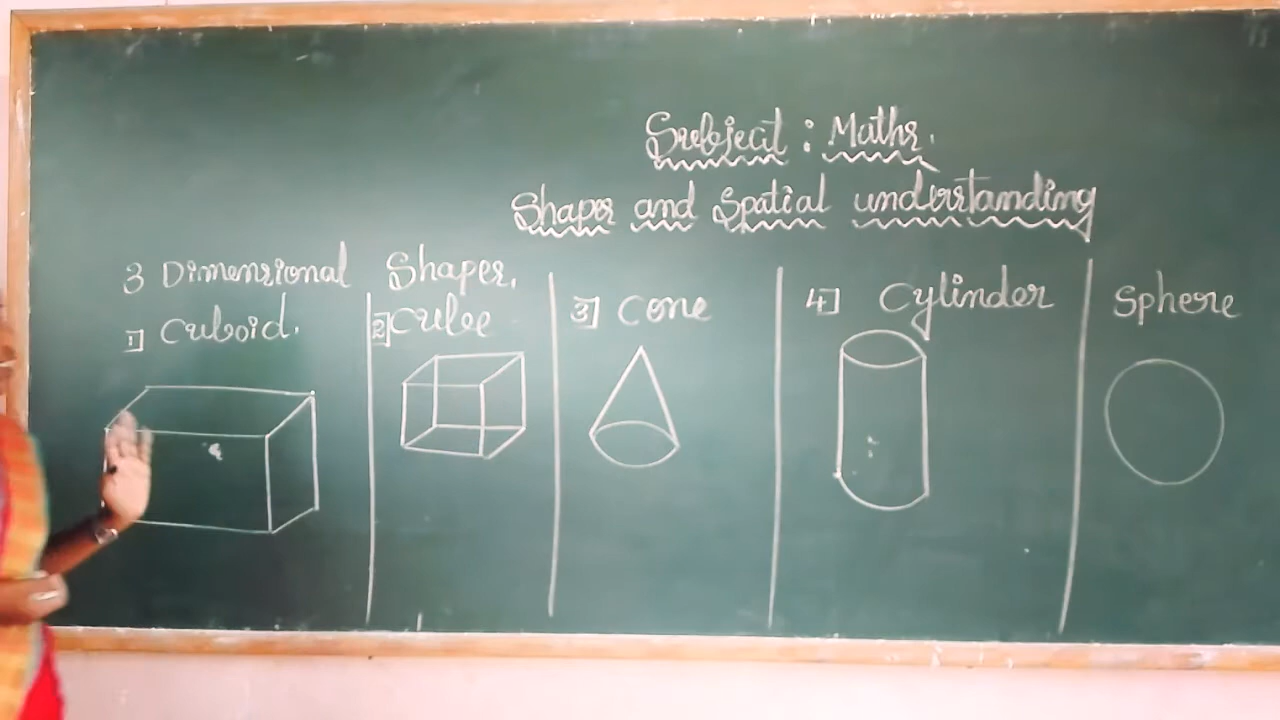 Subject : Maths.
Shapes and Spatial understanding
3 Dimensional Shapes.
1] Cuboid.
2] Cube
3] Cone
4] Cylinder
Sphere